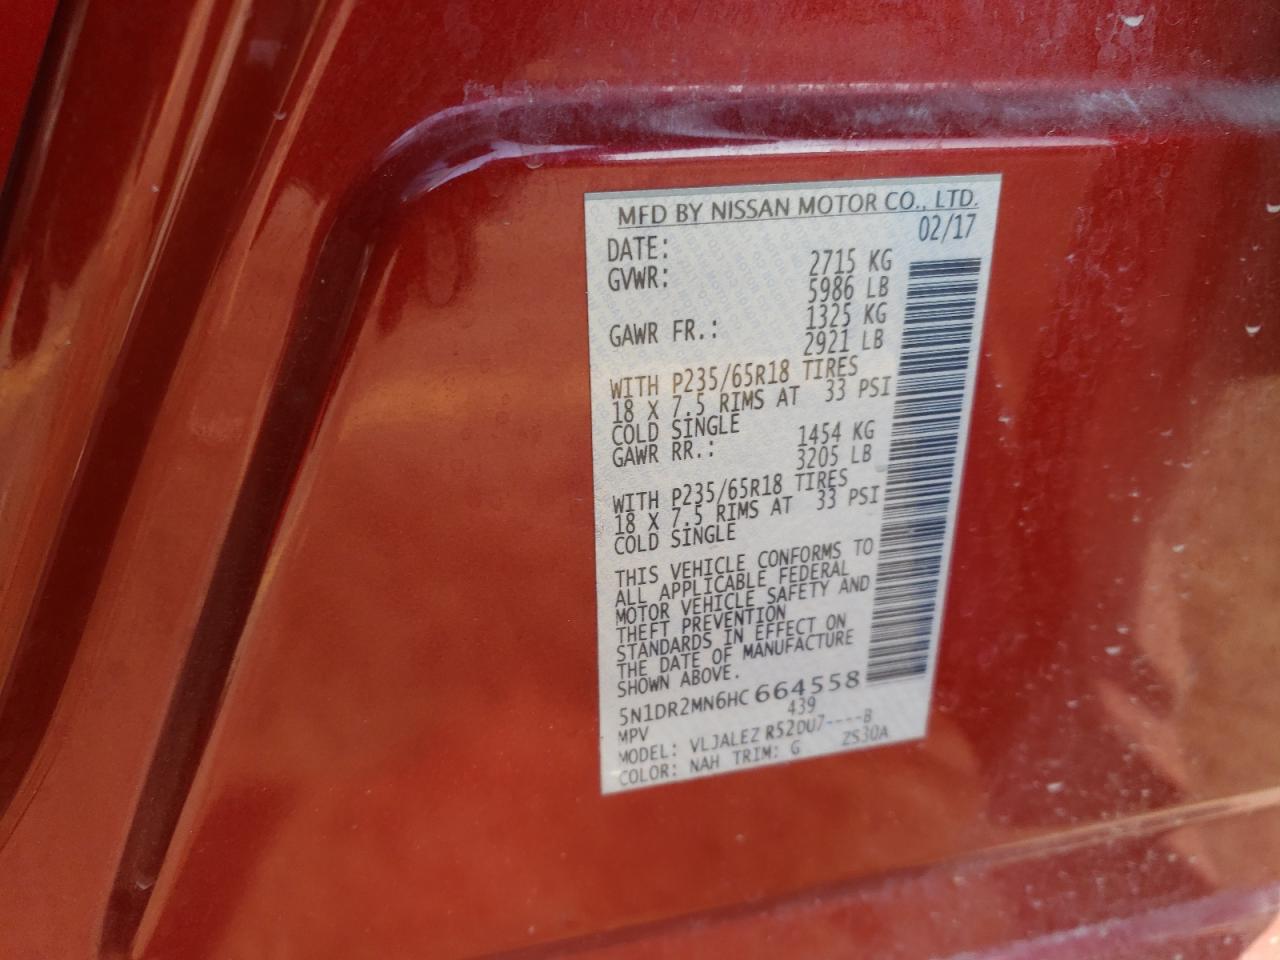 MFD BY NISSAN MOTOR CO., LTD.
DATE: 02/17
GVWR: 2715 KG
5986 LB
GAWR FR.: 1325 KG
2921 LB
WITH P235/65R18 TIRES
18 X 7.5 RIMS AT 33 PSI
COLD SINGLE
GAWR RR.: 1454 KG
3205 LB
WITH P235/65R18 TIRES
18 X 7.5 RIMS AT 33 PSI
COLD SINGLE
THIS VEHICLE CONFORMS TO
ALL APPLICABLE FEDERAL
MOTOR VEHICLE SAFETY AND
THEFT PREVENTION
STANDARDS IN EFFECT ON
THE DATE OF MANUFACTURE
SHOWN ABOVE.
5N1DR2MN6HC 664558
MPV 439
MODEL: VLJALEZ R52DU7----B
COLOR: NAH TRIM: G ZS30A